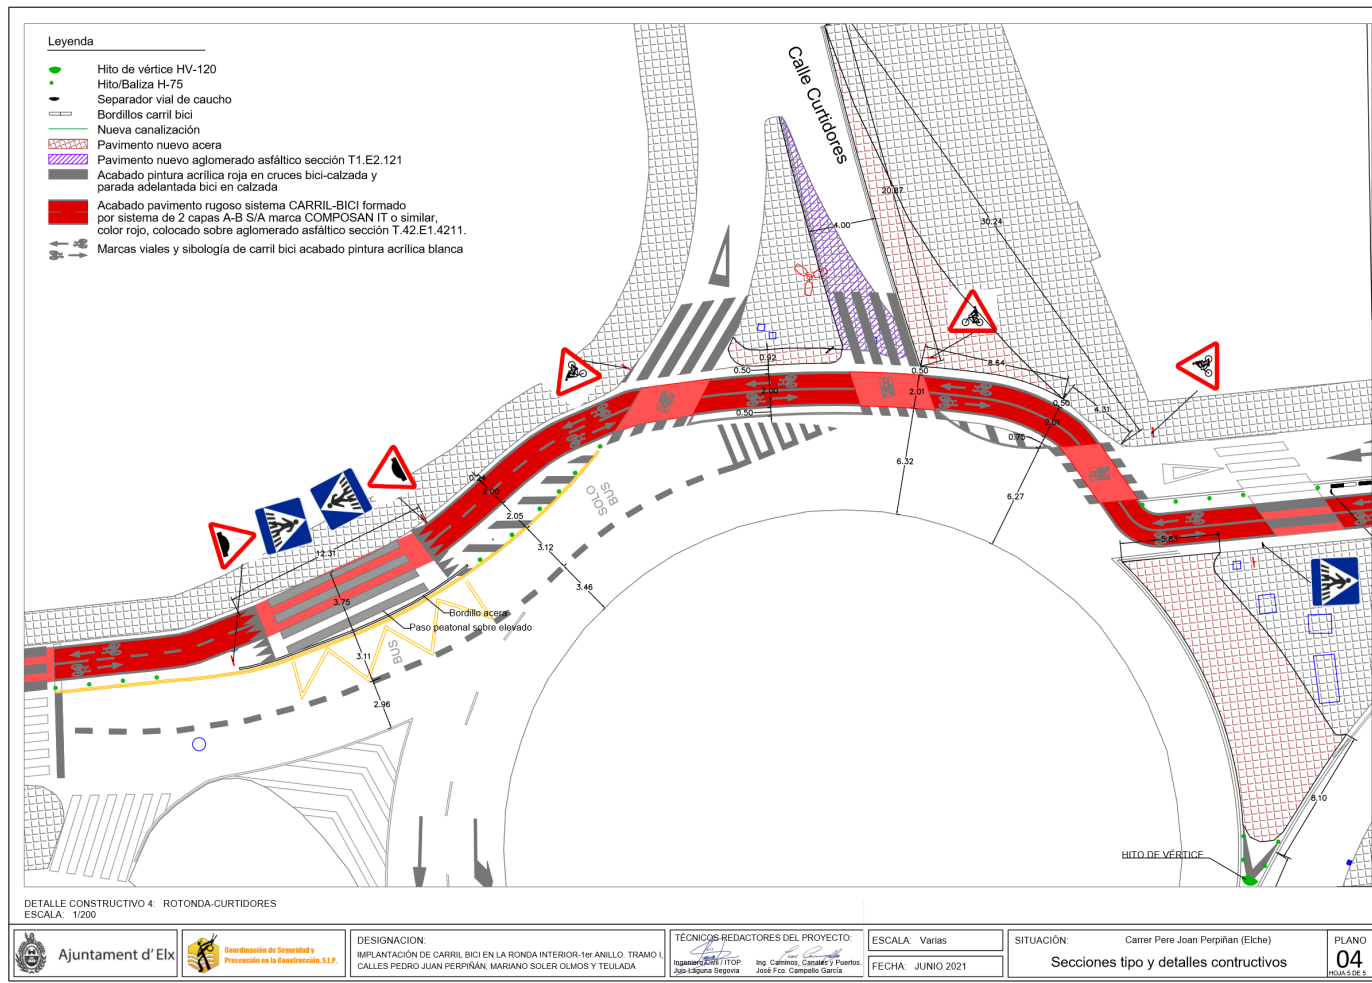 Leyenda
Hito de vértice HV-120
Hito/Baliza H-75
Separador vial de caucho
Bordillos carril bici
Nueva canalización
Pavimento nuevo acera
Pavimento nuevo aglomerado asfáltico sección T1.E2.121
Acabado pintura acrílica roja en cruces bici-calzada y
parada adelantada bici en calzada
Acabado pavimento rugoso sistema CARRIL-BICI formado
por sistema de 2 capas A-B S/A marca COMPOSAN IT o similar,
color rojo, colocado sobre aglomerado asfáltico sección T.42.E1.4211.
Marcas viales y sibología de carril bici acabado pintura acrílica blanca
Calle Curtidores
20.87
30.24
4.00
0.92
0.50
2.00
0.50
0.50
2.01
8.64
0.50
4.31
2.01
0.75
6.32
6.27
0.24
2.00
2.05
3.12
3.46
SOLO
BUS
12.31
3.75
Bordillo acera
Paso peatonal sobre elevado
BUS
3.11
2.96
5.83
8.10
HITO DE VÉRTICE
DETALLE CONSTRUCTIVO 4: ROTONDA-CURTIDORES
ESCALA: 1/200
Ajuntament d'Elx
Coordinación de Seguridad y
Prevención en la Construcción, S.L.P.
DESIGNACION:
IMPLANTACIÓN DE CARRIL BICI EN LA RONDA INTERIOR-1er ANILLO. TRAMO I,
CALLES PEDRO JUAN PERPIÑÁN, MARIANO SOLER OLMOS Y TEULADA
TÉCNICOS REDACTORES DEL PROYECTO:
Ingeniero Civil / ITOP.
Juis Laguna Segovia
Ing. Caminos, Canales y Puertos.
José Fco. Campello García
ESCALA: Varias
FECHA: JUNIO 2021
SITUACIÓN:
Carrer Pere Joan Perpiñan (Elche)
Secciones tipo y detalles contructivos
PLANO
04
HOJA 5 DE 5